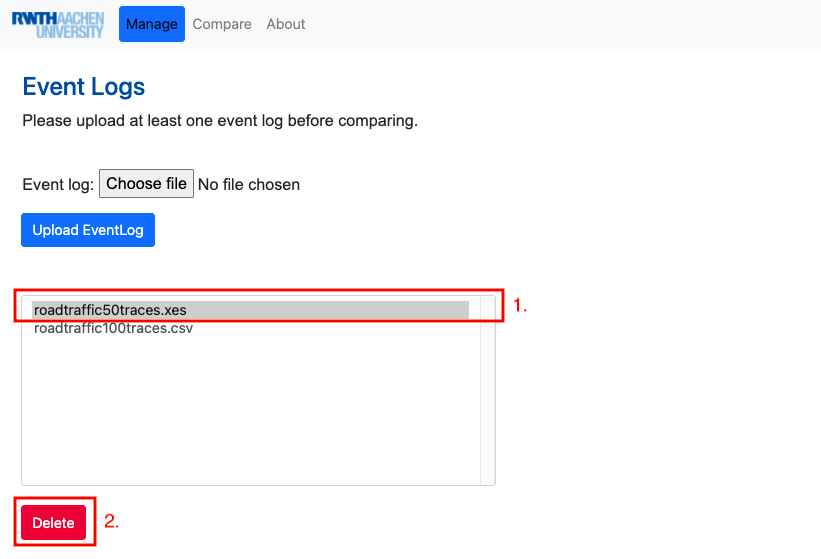 RWTH AACHEN UNIVERSITY Manage Compare About
Event Logs
Please upload at least one event log before comparing.
Event log: Choose file No file chosen
Upload EventLog
roadtraffic50traces.xes 1.
roadtraffic100traces.csv
Delete 2.